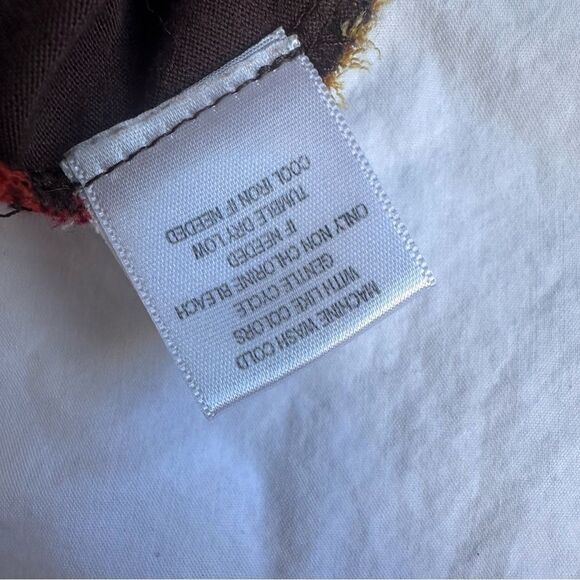 MACHINE WASH COLD
WITH LIKE COLORS
GENTLE CYCLE
ONLY NON CHLORINE BLEACH
IF NEEDED
TUMBLE DRY LOW
COOL IRON IF NEEDED